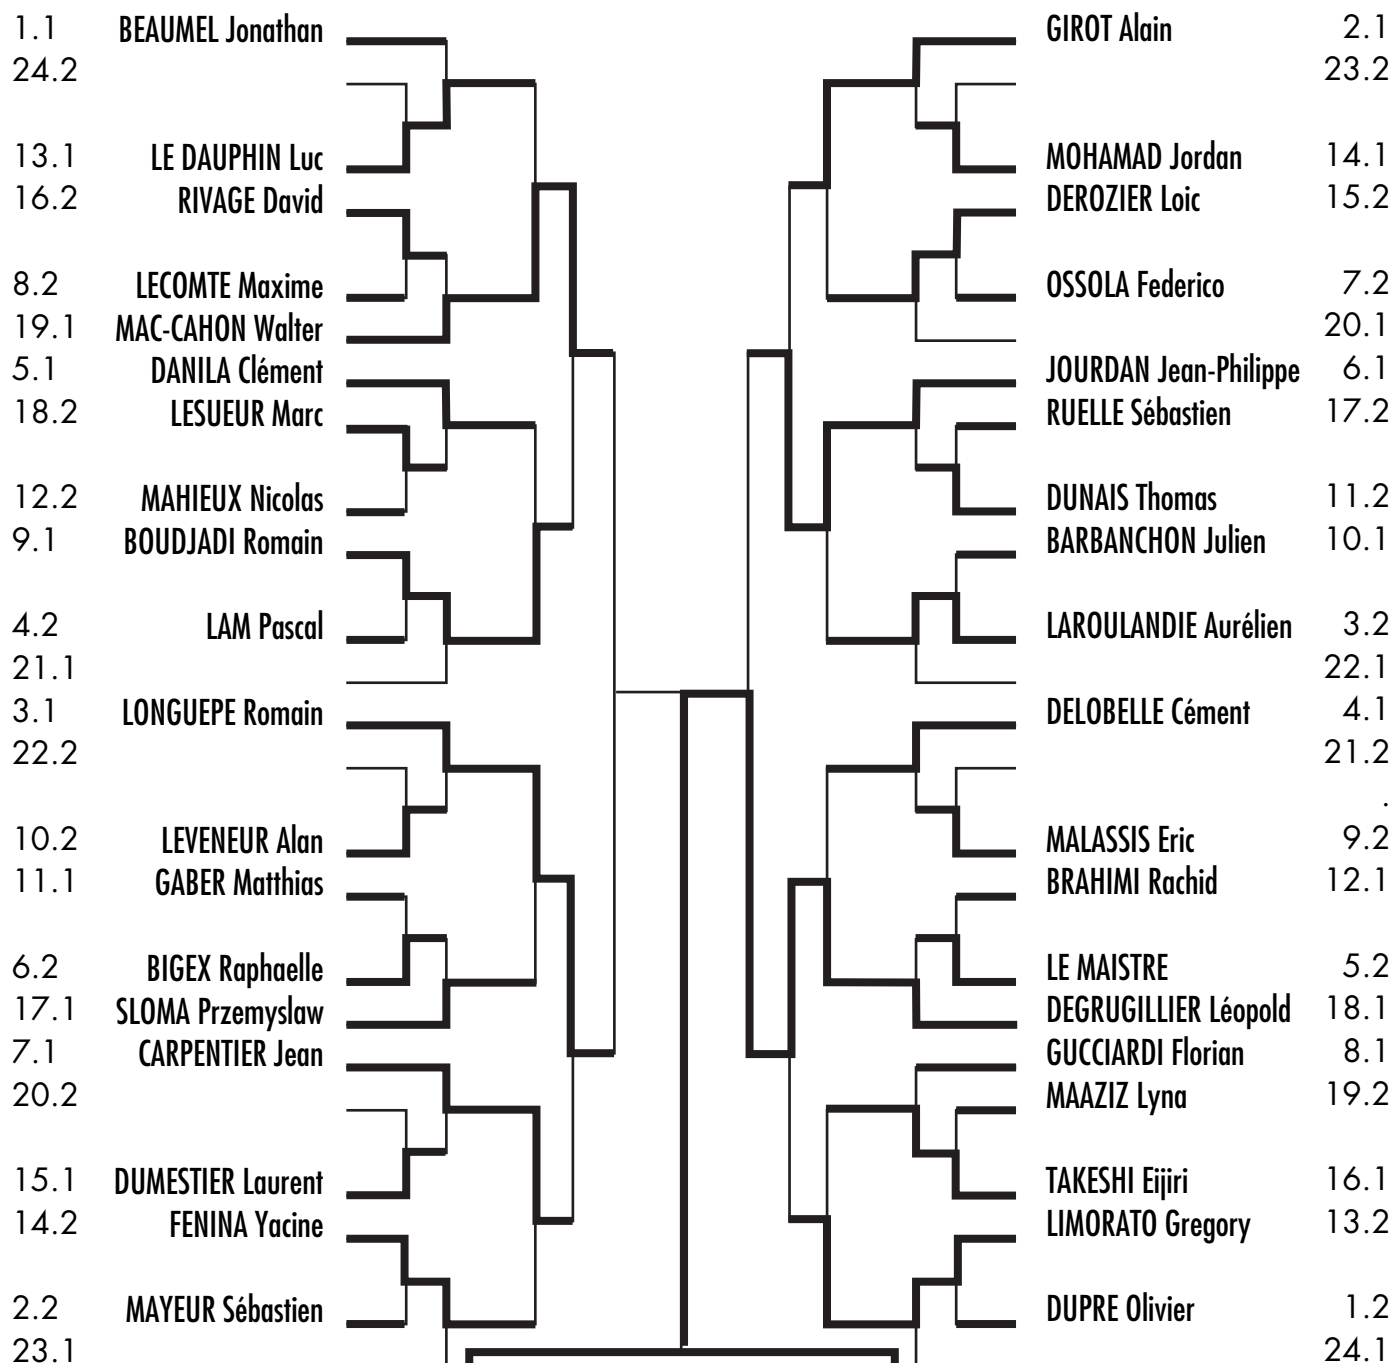 1.1 BEAUMEL Jonathan GIROT Alain 2.1
24.2 23.2
13.1 LE DAUPHIN Luc MOHAMAD Jordan 14.1
16.2 RIVAGE David DEROZIER Loic 15.2
8.2 LECOMTE Maxime OSSOLA Federico 7.2
19.1 MAC-CAHON Walter 20.1
5.1 DANILA Clément JOURDAN Jean-Philippe 6.1
18.2 LESUEUR Marc RUELLE Sébastien 17.2
12.2 MAHIEUX Nicolas DUNAIS Thomas 11.2
9.1 BOUDJADI Romain BARBANCHON Julien 10.1
4.2 LAM Pascal LAROULANDIE Aurélien 3.2
21.1 22.1
3.1 LONGUEPE Romain DELOBELLE Cément 4.1
22.2 21.2
.
10.2 LEVENEUR Alan MALASSIS Eric 9.2
11.1 GABER Matthias BRAHIMI Rachid 12.1
6.2 BIGEX Raphaelle LE MAISTRE 5.2
17.1 SLOMA Przemyslaw DEGRUGILLIER Léopold 18.1
7.1 CARPENTIER Jean GUCCIARDI Florian 8.1
20.2 MAAZIZ Lyna 19.2
15.1 DUMESTIER Laurent TAKESHI Eijiri 16.1
14.2 FENINA Yacine LIMORATO Gregory 13.2
2.2 MAYEUR Sébastien DUPRE Olivier 1.2
23.1 24.1